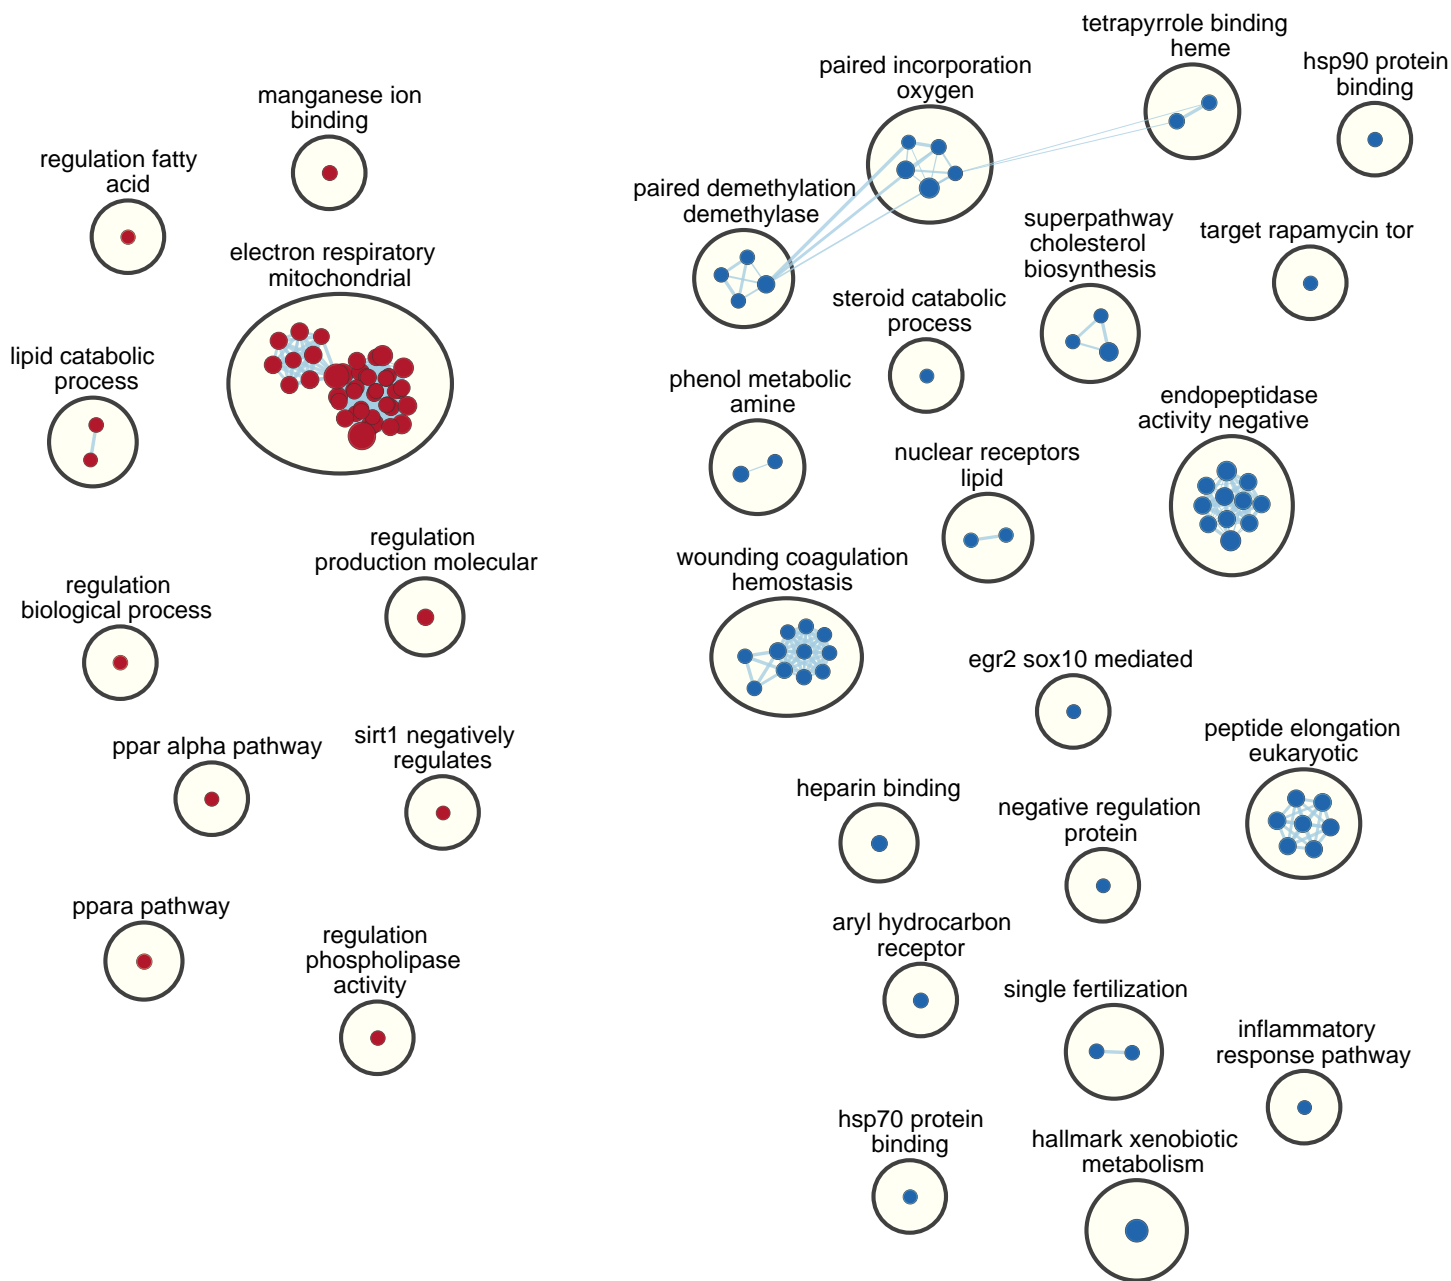 manganese ion
binding
regulation fatty
acid
electron respiratory
mitochondrial
lipid catabolic
process
regulation
production molecular
regulation
biological process
ppar alpha pathway
sirt1 negatively
regulates
ppara pathway
regulation
phospholipase
activity
tetrapyrrole binding
heme
hsp90 protein
binding
paired incorporation
oxygen
paired demethylation
demethylase
superpathway
cholesterol
biosynthesis
target rapamycin tor
steroid catabolic
process
phenol metabolic
amine
endopeptidase
activity negative
nuclear receptors
lipid
wounding coagulation
hemostasis
egr2 sox10 mediated
peptide elongation
eukaryotic
heparin binding
negative regulation
protein
aryl hydrocarbon
receptor
single fertilization
inflammatory
response pathway
hsp70 protein
binding
hallmark xenobiotic
metabolism